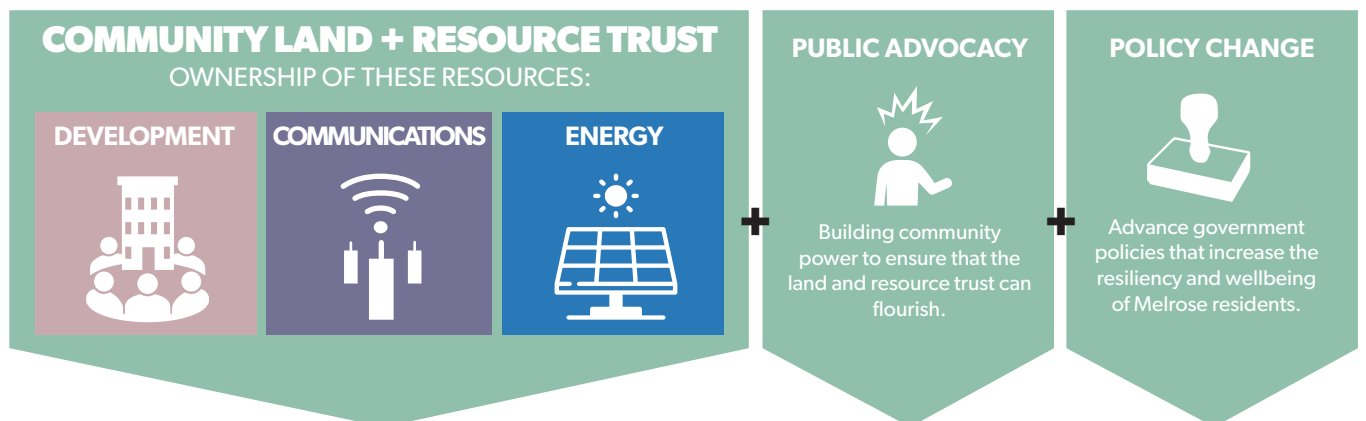 COMMUNITY LAND + RESOURCE TRUST
OWNERSHIP OF THESE RESOURCES:
DEVELOPMENT
COMMUNICATIONS
ENERGY
+
PUBLIC ADVOCACY
Building community
power to ensure that the
land and resource trust can
flourish.
+
POLICY CHANGE
Advance government
policies that increase the
resiliency and wellbeing
of Melrose residents.